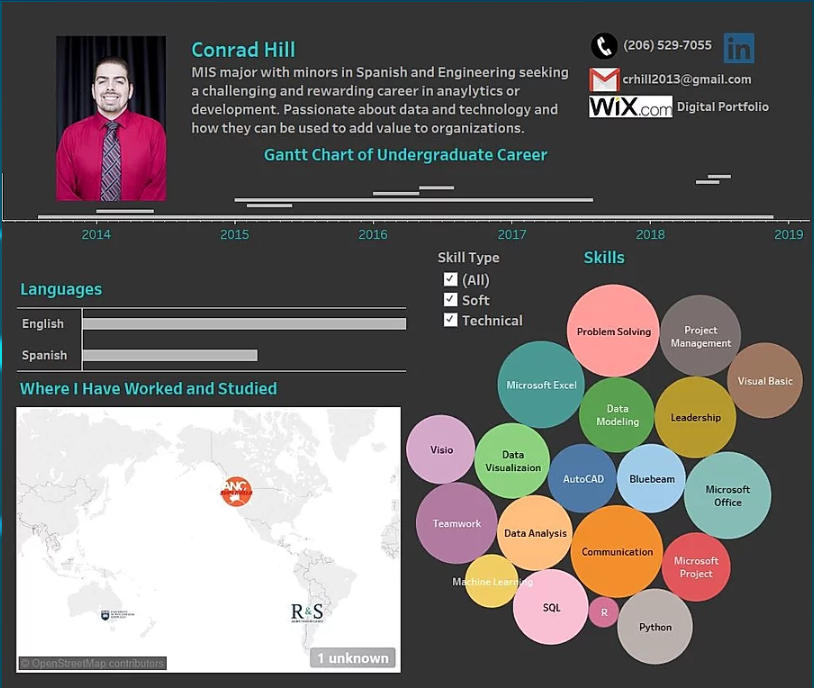 Conrad Hill
MIS major with minors in Spanish and Engineering seeking
a challenging and rewarding career in anaylytics or
development. Passionate about data and technology and
how they can be used to add value to organizations.
(206) 529-7055
in
crhill2013@gmail.com
WiX.com Digital Portfolio
Gantt Chart of Undergraduate Career
2014 2015 2016 2017 2018 2019
Languages
English
Spanish
Where I Have Worked and Studied
ANC
R&S
© OpenStreetMap contributors
1 unknown
Skill Type
(All)
Soft
Technical
Skills
Problem Solving
Project
Management
Visual Basic
Microsoft Excel
Data
Modeling
Leadership
Visio
Data
Visualizaion
AutoCAD
Bluebeam
Microsoft
Office
Teamwork
Data Analysis
Communication
Microsoft
Project
Machine Learning
SQL
R
Python